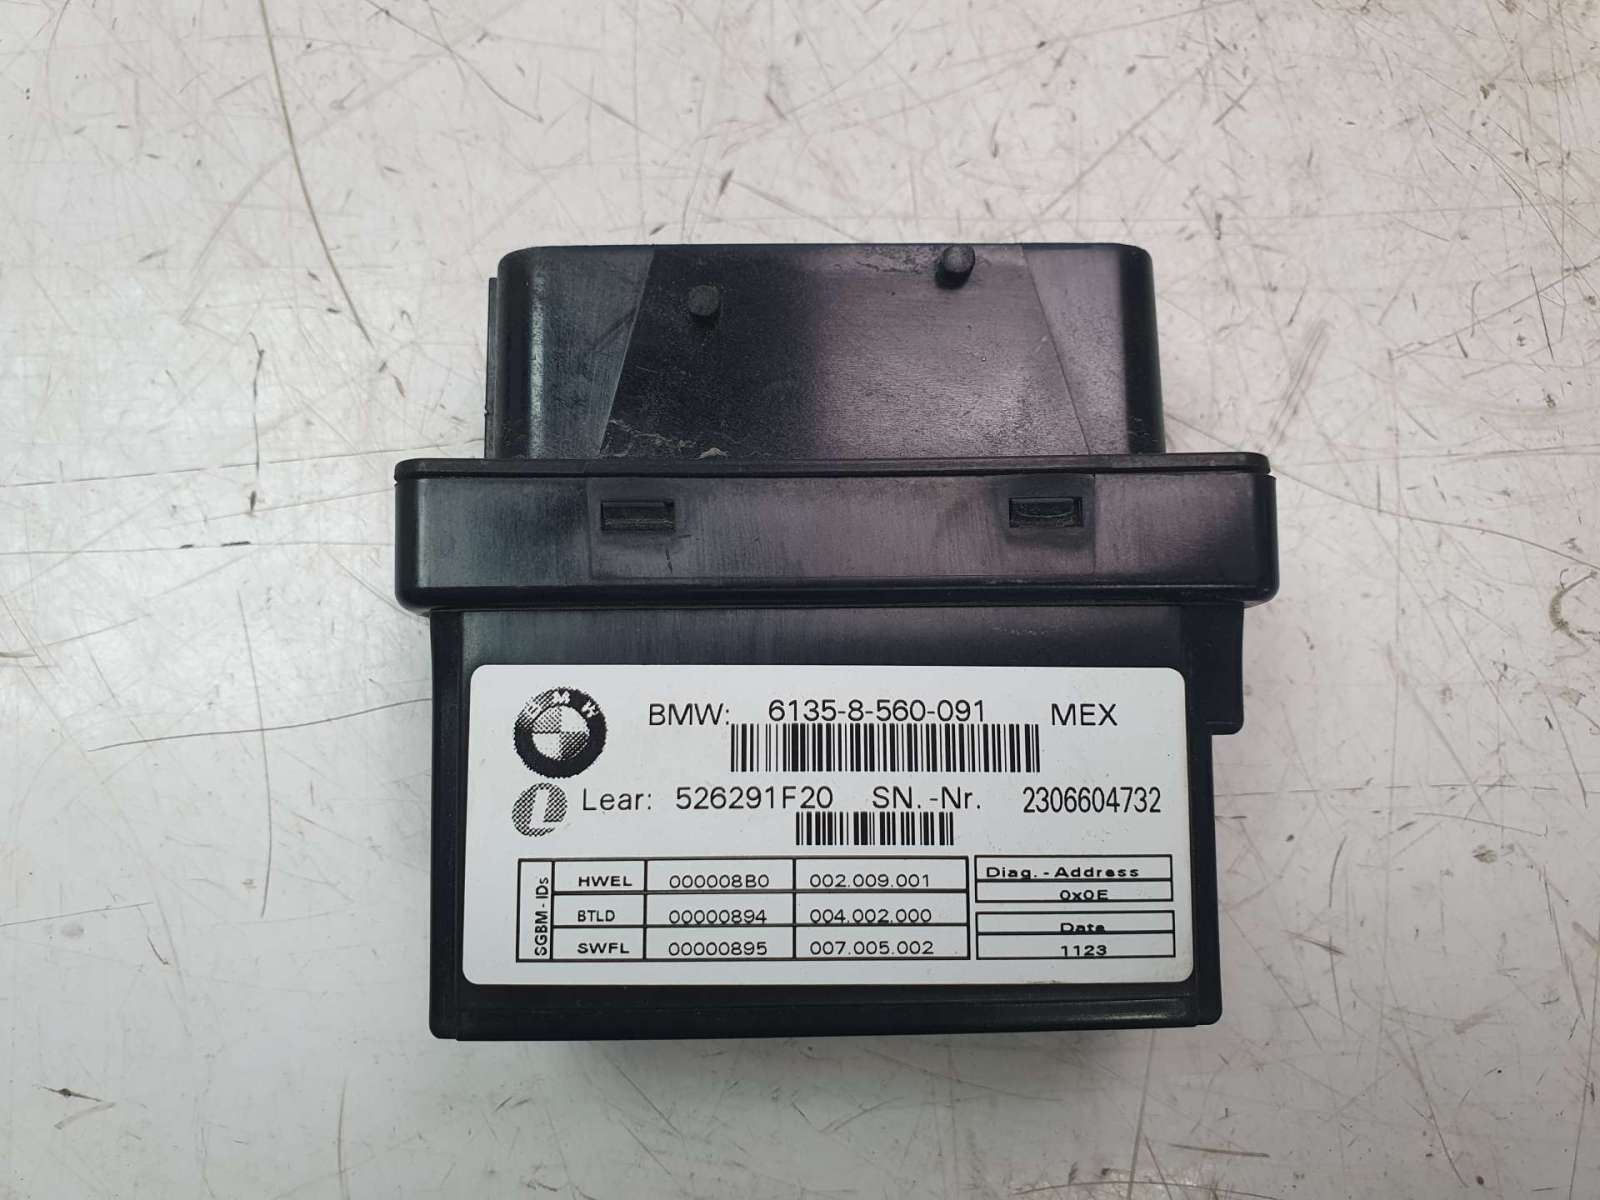 BMW
BMW: 6135-8-560-091 MEX
L
Lear: 526291F20 SN.-Nr. 2306604732
SGBM-IDs
HWEL 000008B0 002.009.001
BTLD 00000894 004.002.000
SWFL 00000895 007.005.002
Diag.-Address
0x0E
Date
1123